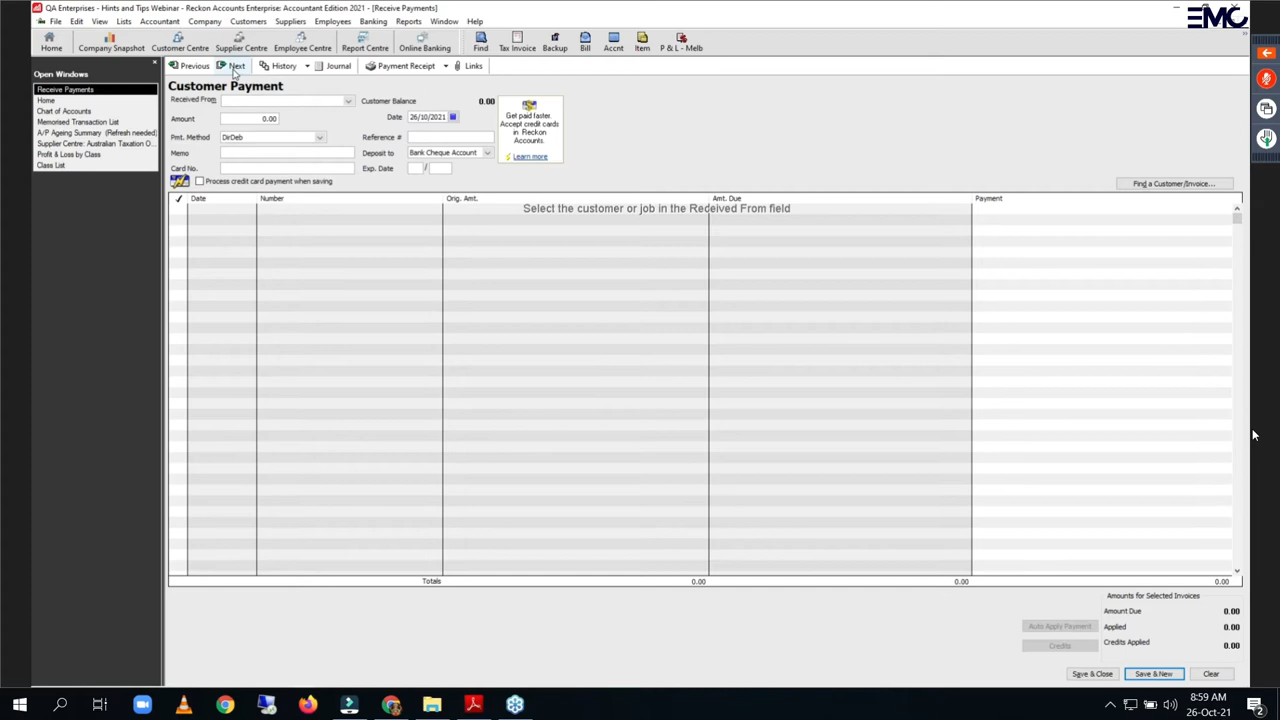 QA Enterprises - Hints and Tips Webinar - Reckon Accounts Enterprise: Accountant Edition 2021 - [Receive Payments]
EMC
File Edit View Lists Accountant Company Customers Suppliers Employees Banking Reports Window Help
Home Company Snapshot Customer Centre Supplier Centre Employee Centre Report Centre Online Banking Find Tax Invoice Backup Bill Accnt Item P & L - Melb
Previous Next History Journal Payment Receipt Links
Open Windows
Receive Payments
Home
Chart of Accounts
Memorised Transaction List
A/P Ageing Summary (Refresh needed)
Supplier Centre: Australian Taxation O...
Profit & Loss by Class
Class List
Customer Payment
Received From Customer Balance 0.00
Amount 0.00 Date 26/10/2021
Pmt. Method DirDeb Reference #
Memo Deposit to Bank Cheque Account
Card No. Exp. Date /
Process credit card payment when saving
Get paid faster.
Accept credit cards
in Reckon
Accounts.
Learn more
Find a Customer/Invoice...
Date Number Orig. Amt. Amt. Due Payment
Select the customer or job in the Received From field
Totals 0.00 0.00 0.00
Amounts for Selected Invoices
Amount Due 0.00
Auto Apply Payment Applied 0.00
Credits Credits Applied 0.00
Save & Close Save & New Clear
8:59 AM
26-Oct-21
2